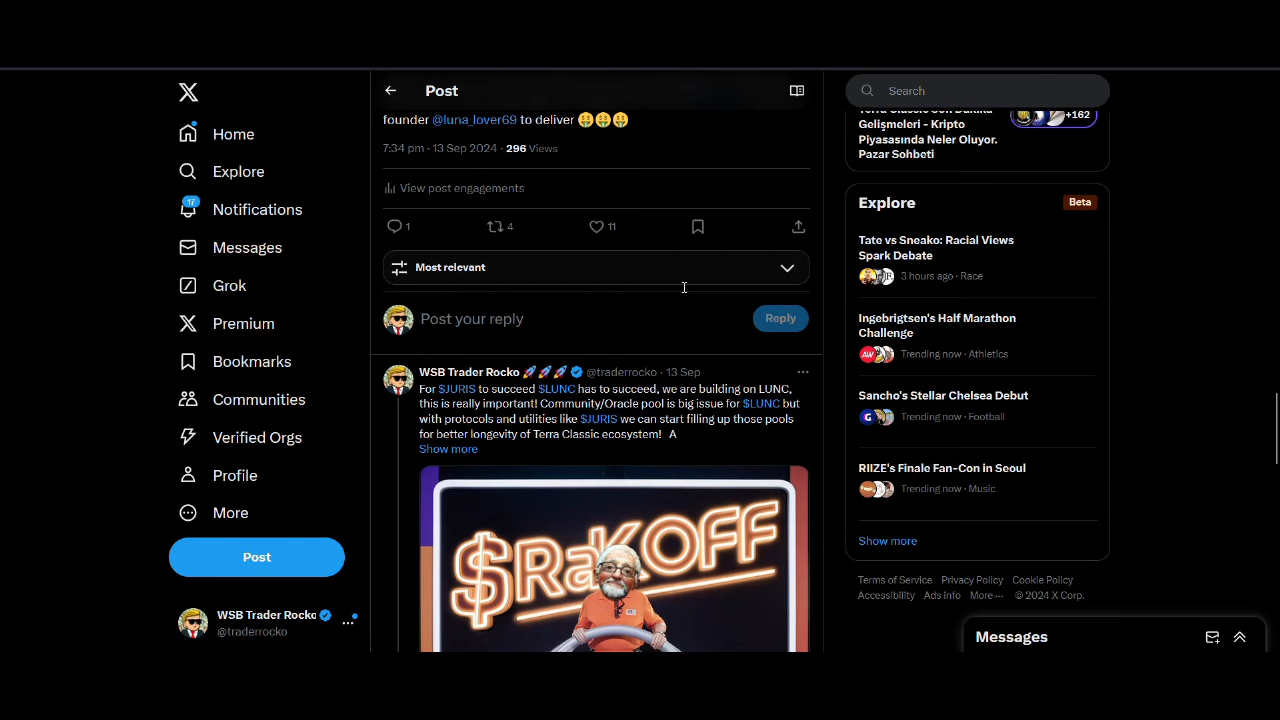 Home
Explore
17
Notifications
Messages
Grok
Premium
Bookmarks
Communities
Verified Orgs
Profile
More
Post
WSB Trader Rocko
@traderrocko
Post
founder @luna_lover69 to deliver 🤑🤑🤑
7:34 pm · 13 Sep 2024 · 296 Views
View post engagements
1
4
11
Most relevant
Post your reply
Reply
WSB Trader Rocko 🚀🚀🚀 @traderrocko · 13 Sep
For $JURIS to succeed $LUNC has to succeed, we are building on LUNC,
this is really important! Community/Oracle pool is big issue for $LUNC but
with protocols and utilities like $JURIS we can start filling up those pools
for better longevity of Terra Classic ecosystem! A
Show more
$RaKOFF
Search
Gelişmeleri - Kripto
Piyasasında Neler Oluyor.
Pazar Sohbeti
+162
Explore
Beta
Tate vs Sneako: Racial Views
Spark Debate
3 hours ago · Race
Ingebrigtsen's Half Marathon
Challenge
Trending now · Athletics
Sancho's Stellar Chelsea Debut
Trending now · Football
RIIZE's Finale Fan-Con in Seoul
Trending now · Music
Show more
Terms of Service Privacy Policy Cookie Policy
Accessibility Ads info More ··· © 2024 X Corp.
Messages